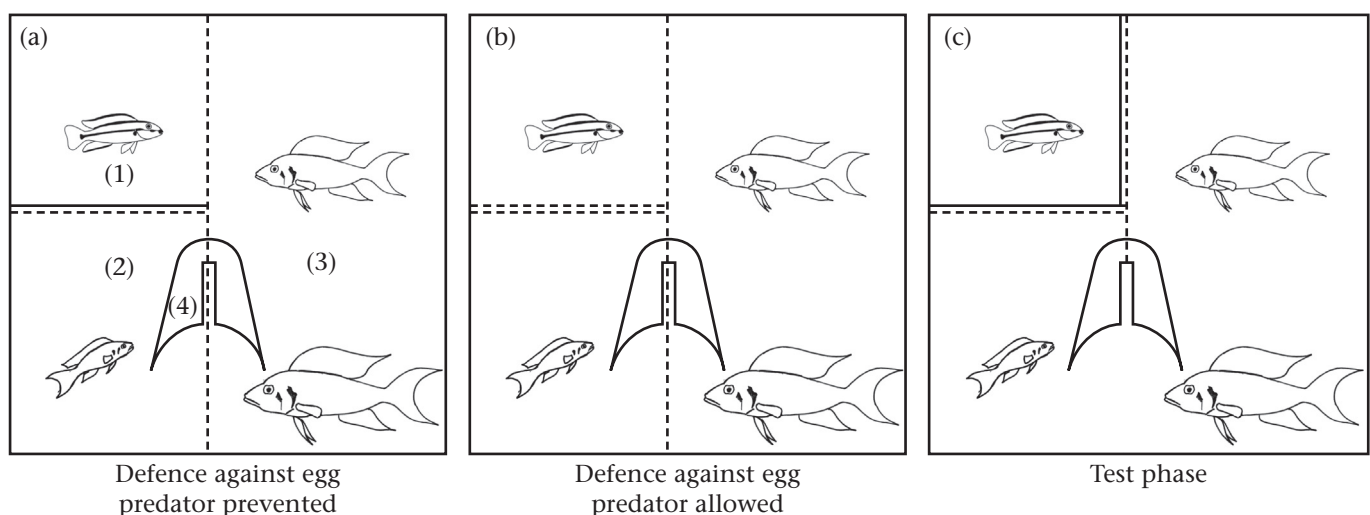 (a)
(1)
(2)
(3)
(4)
Defence against egg
predator prevented
(b)
Defence against egg
predator allowed
(c)
Test phase